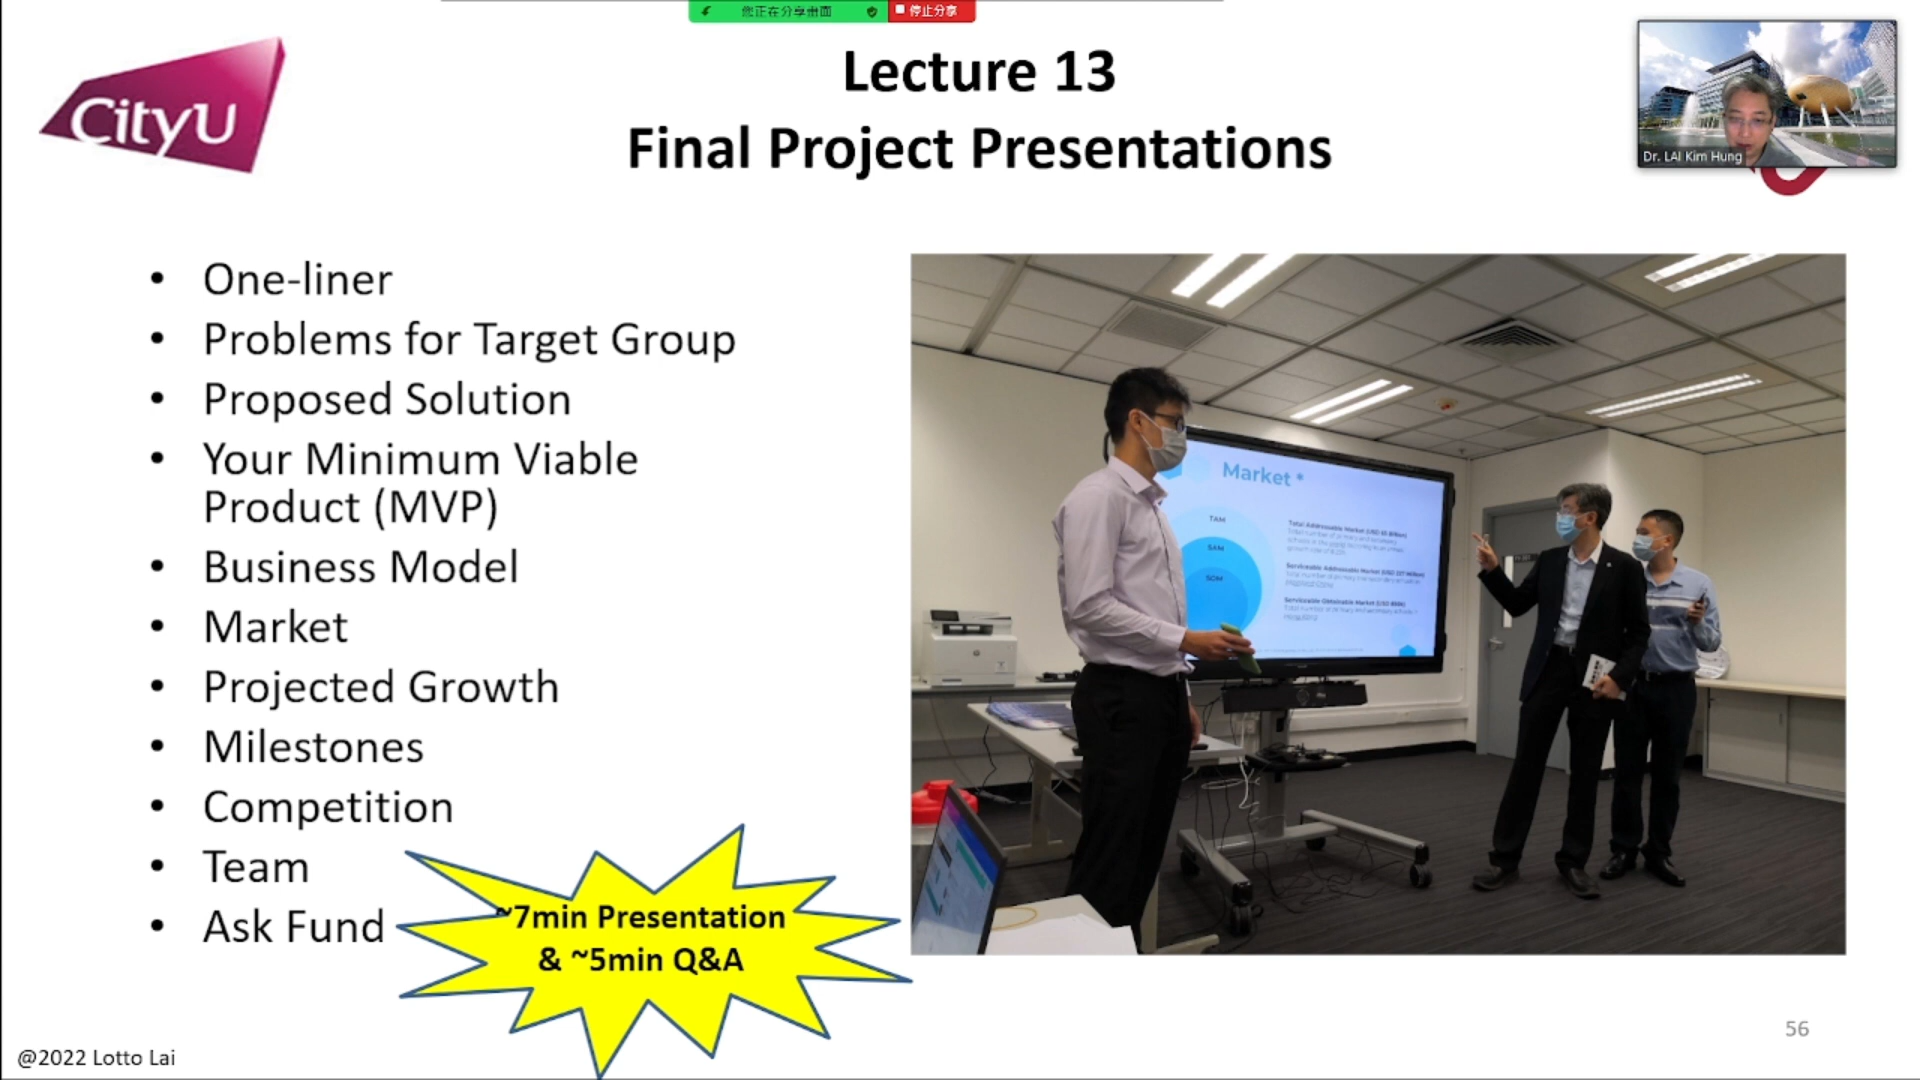 您正在分享画面
停止分享
CityU
Lecture 13
Final Project Presentations
Dr. LAI Kim Hung
• One-liner
• Problems for Target Group
• Proposed Solution
• Your Minimum Viable
Product (MVP)
• Business Model
• Market
• Projected Growth
• Milestones
• Competition
• Team
• Ask Fund
~7min Presentation
& ~5min Q&A
Market *
TAM
SAM
SOM
56
@2022 Lotto Lai